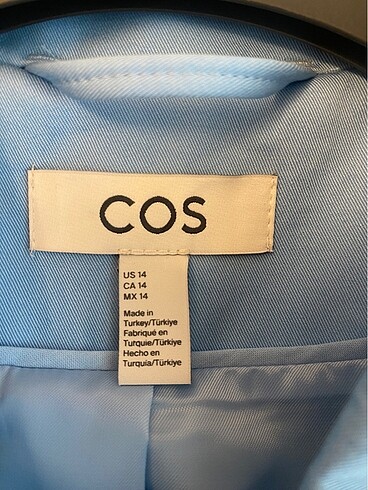 COS
US 14
CA 14
MX 14
Made in
Turkey/Türkiye
Fabriqué en
Turquie/Türkiye
Hecho en
Turquía/Türkiye